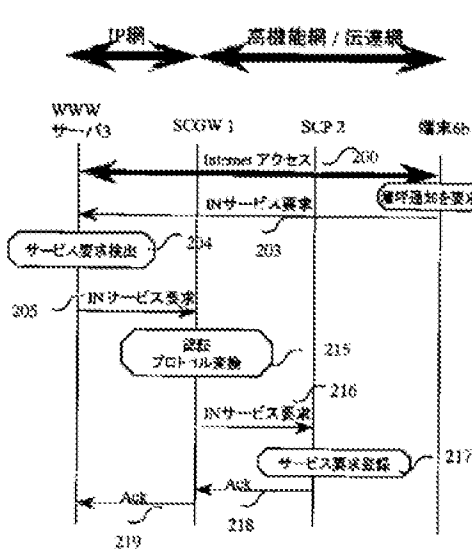 IP網
高機能網 / 伝達網
WWW
サーバ3
SCGW 1
SCP 2
端末6b
Internet アクセス
200
着呼通知を要求
INサービス要求
203
サービス要求検出
204
205
INサービス要求
認証
プロトコル変換
215
216
INサービス要求
サービス要求登録
217
Ack
218
Ack
219